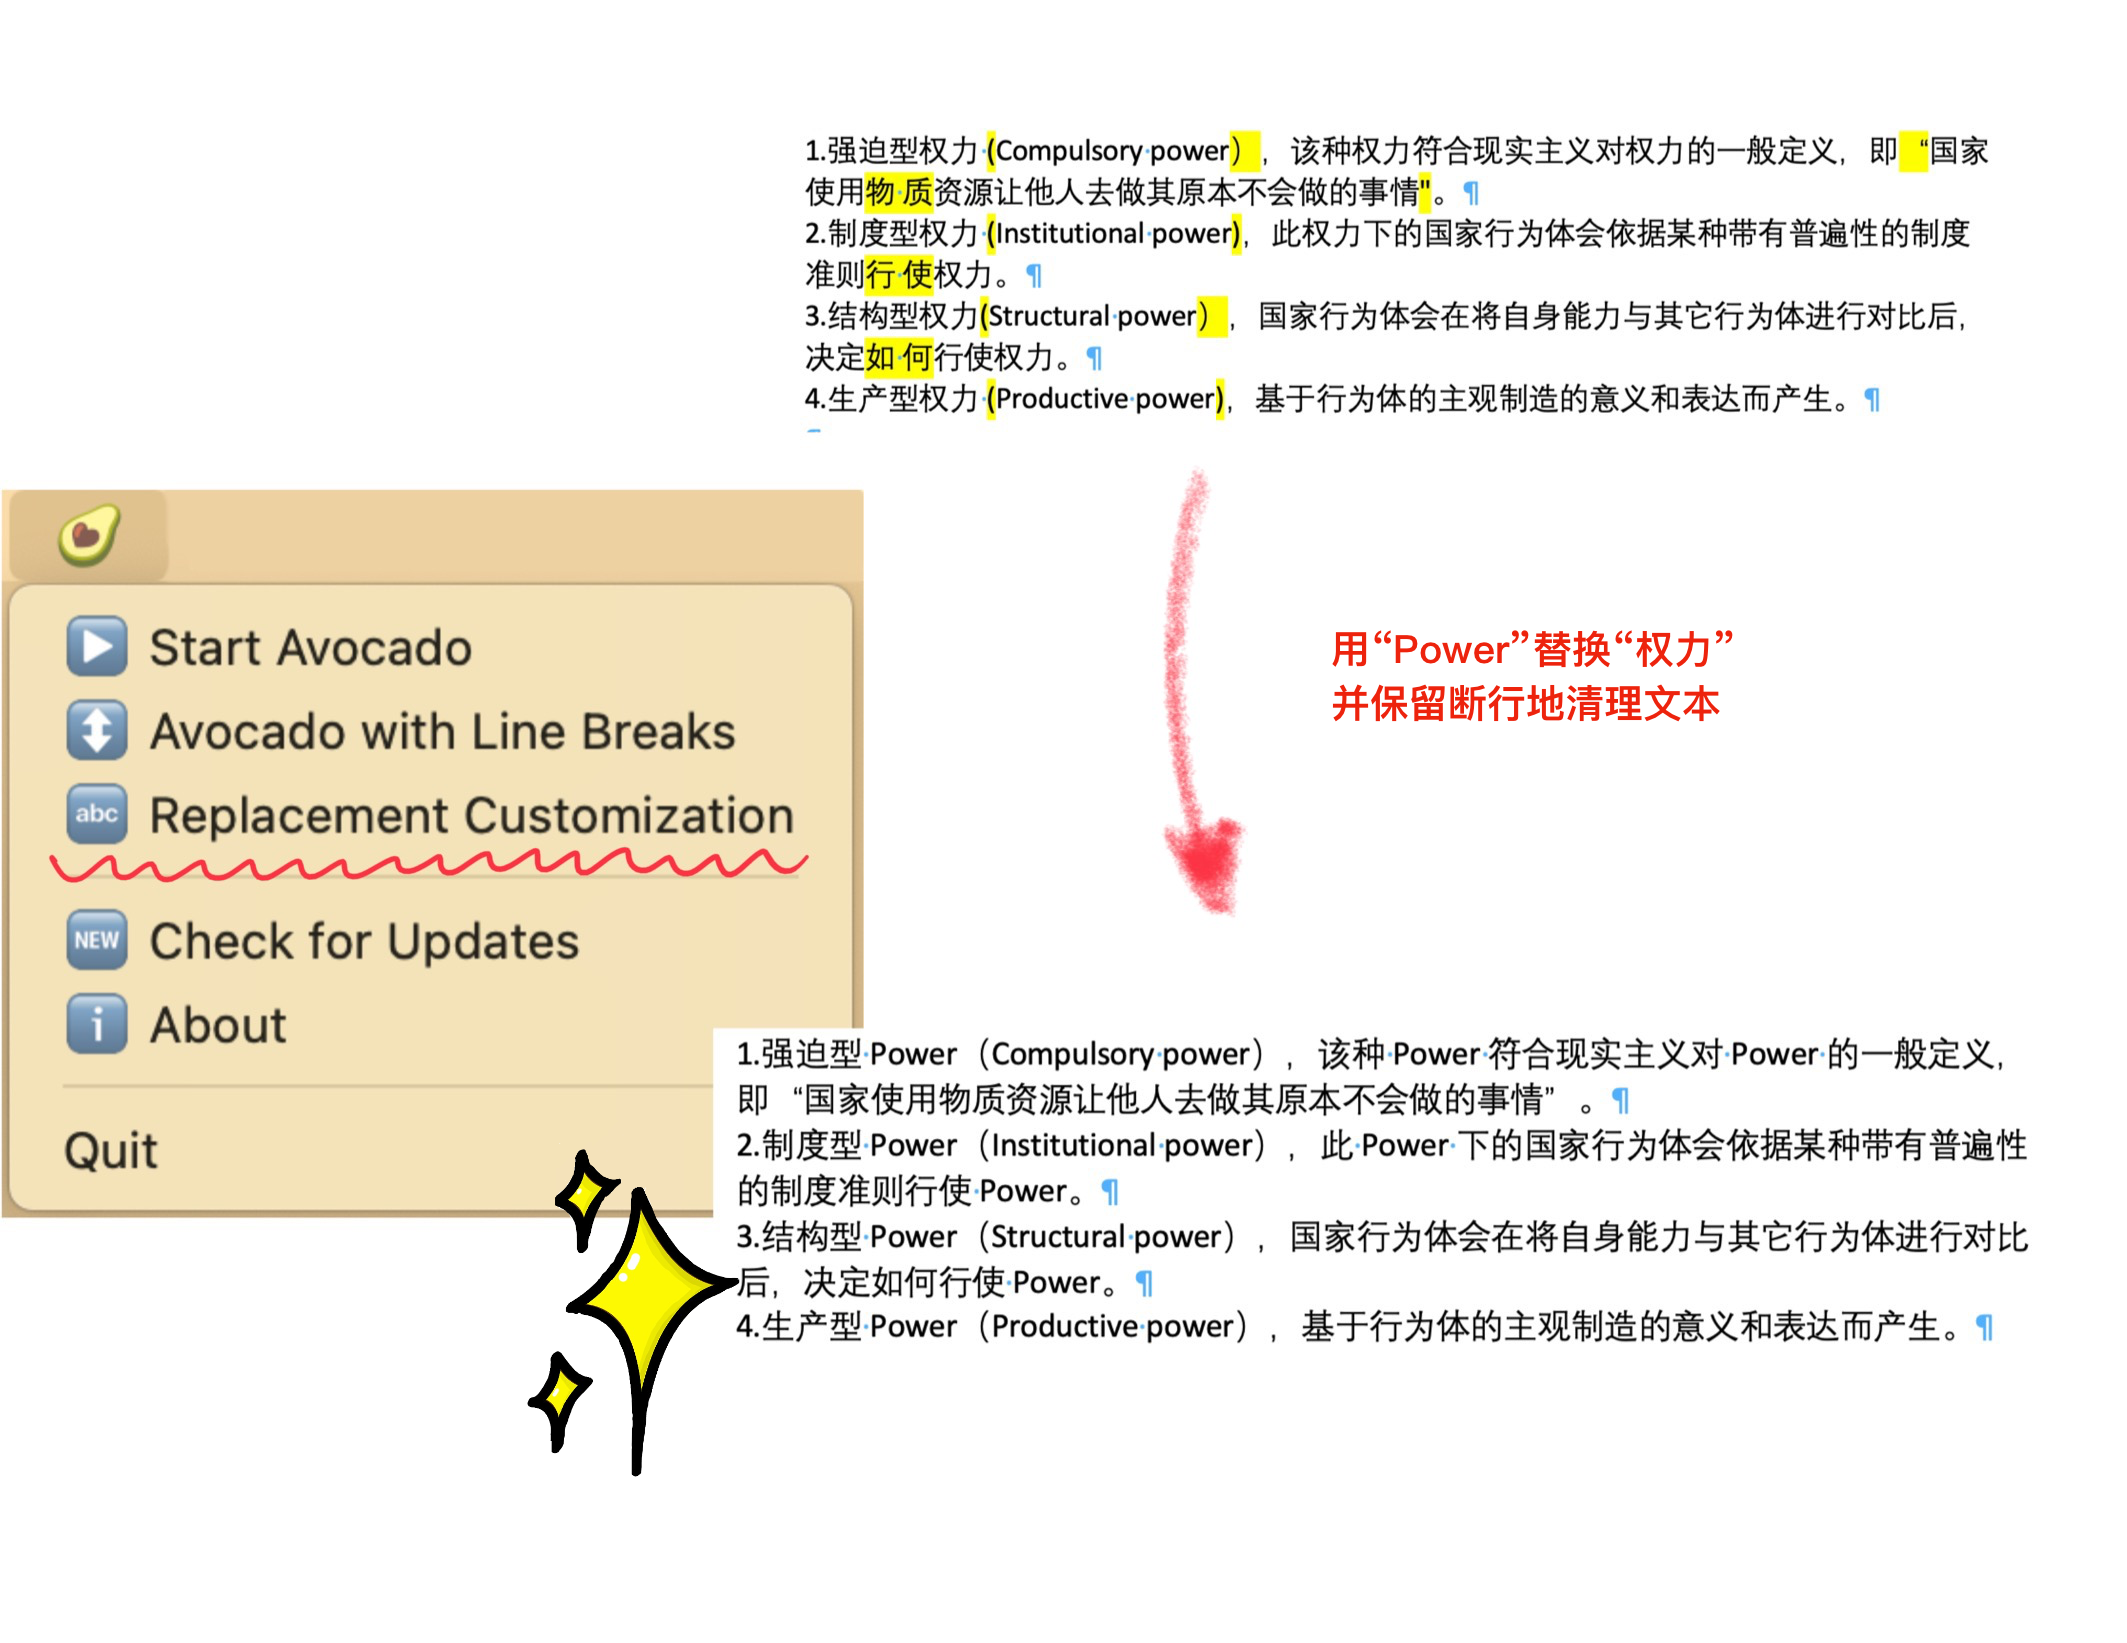 1.强迫型权力 (Compulsory power），该种权力符合现实主义对权力的一般定义，即 “国家
使用物 质资源让他人去做其原本不会做的事情"。¶
2.制度型权力 (Institutional power)，此权力下的国家行为体会依据某种带有普遍性的制度
准则行 使权力。¶
3.结构型权力(Structural power），国家行为体会在将自身能力与其它行为体进行对比后，
决定如 何行使权力。¶
4.生产型权力 (Productive power)，基于行为体的主观制造的意义和表达而产生。¶
Start Avocado
Avocado with Line Breaks
abc Replacement Customization
NEW Check for Updates
i About
Quit
用“Power”替换“权力”
并保留断行地清理文本
1.强迫型 Power（Compulsory power），该种 Power 符合现实主义对 Power 的一般定义，
即 “国家使用物质资源让他人去做其原本不会做的事情” 。¶
2.制度型 Power（Institutional power），此 Power 下的国家行为体会依据某种带有普遍性
的制度准则行使 Power。¶
3.结构型 Power（Structural power），国家行为体会在将自身能力与其它行为体进行对比
后，决定如何行使 Power。¶
4.生产型 Power（Productive power），基于行为体的主观制造的意义和表达而产生。¶